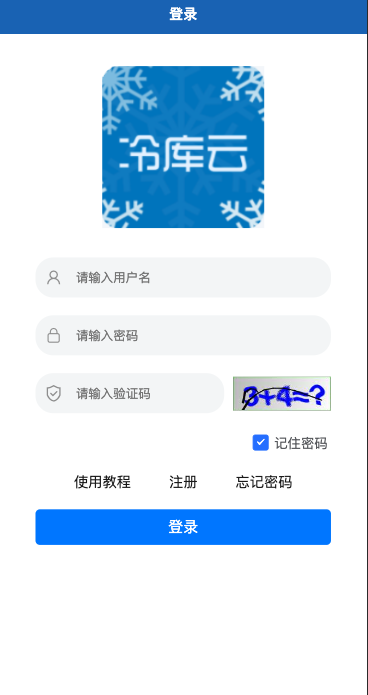 登录
冷库云
请输入用户名
请输入密码
请输入验证码
3+4=?
记住密码
使用教程 注册 忘记密码
登录